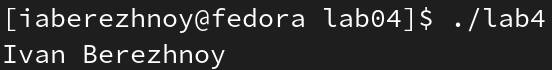 [iaberezhnoy@fedora lab04]$ ./lab4
Ivan Berezhnoy